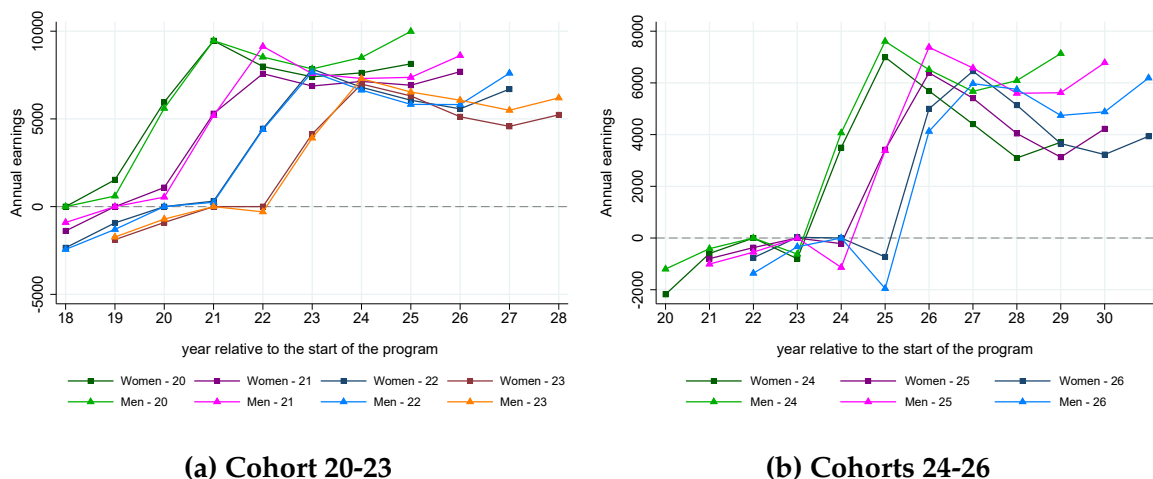 Annual earnings
10000
5000
0
-5000
18 19 20 21 22 23 24 25 26 27 28
year relative to the start of the program
Women - 20 Women - 21 Women - 22 Women - 23
Men - 20 Men - 21 Men - 22 Men - 23
(a) Cohort 20-23
Annual earnings
8000
6000
4000
2000
0
-2000
20 21 22 23 24 25 26 27 28 29 30
year relative to the start of the program
Women - 24 Women - 25 Women - 26
Men - 24 Men - 25 Men - 26
(b) Cohorts 24-26